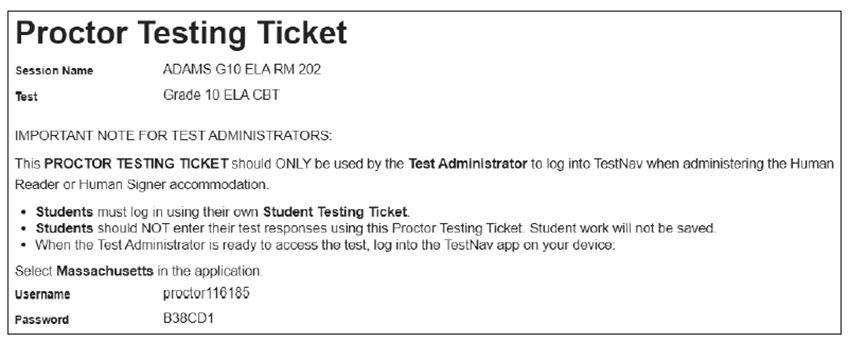 Proctor Testing Ticket
Session Name ADAMS G10 ELA RM 202
Test Grade 10 ELA CBT
IMPORTANT NOTE FOR TEST ADMINISTRATORS:
This PROCTOR TESTING TICKET should ONLY be used by the Test Administrator to log into TestNav when administering the Human
Reader or Human Signer accommodation.
• Students must log in using their own Student Testing Ticket.
• Students should NOT enter their test responses using this Proctor Testing Ticket. Student work will not be saved.
• When the Test Administrator is ready to access the test, log into the TestNav app on your device:
Select Massachusetts in the application.
Username proctor116185
Password B38CD1